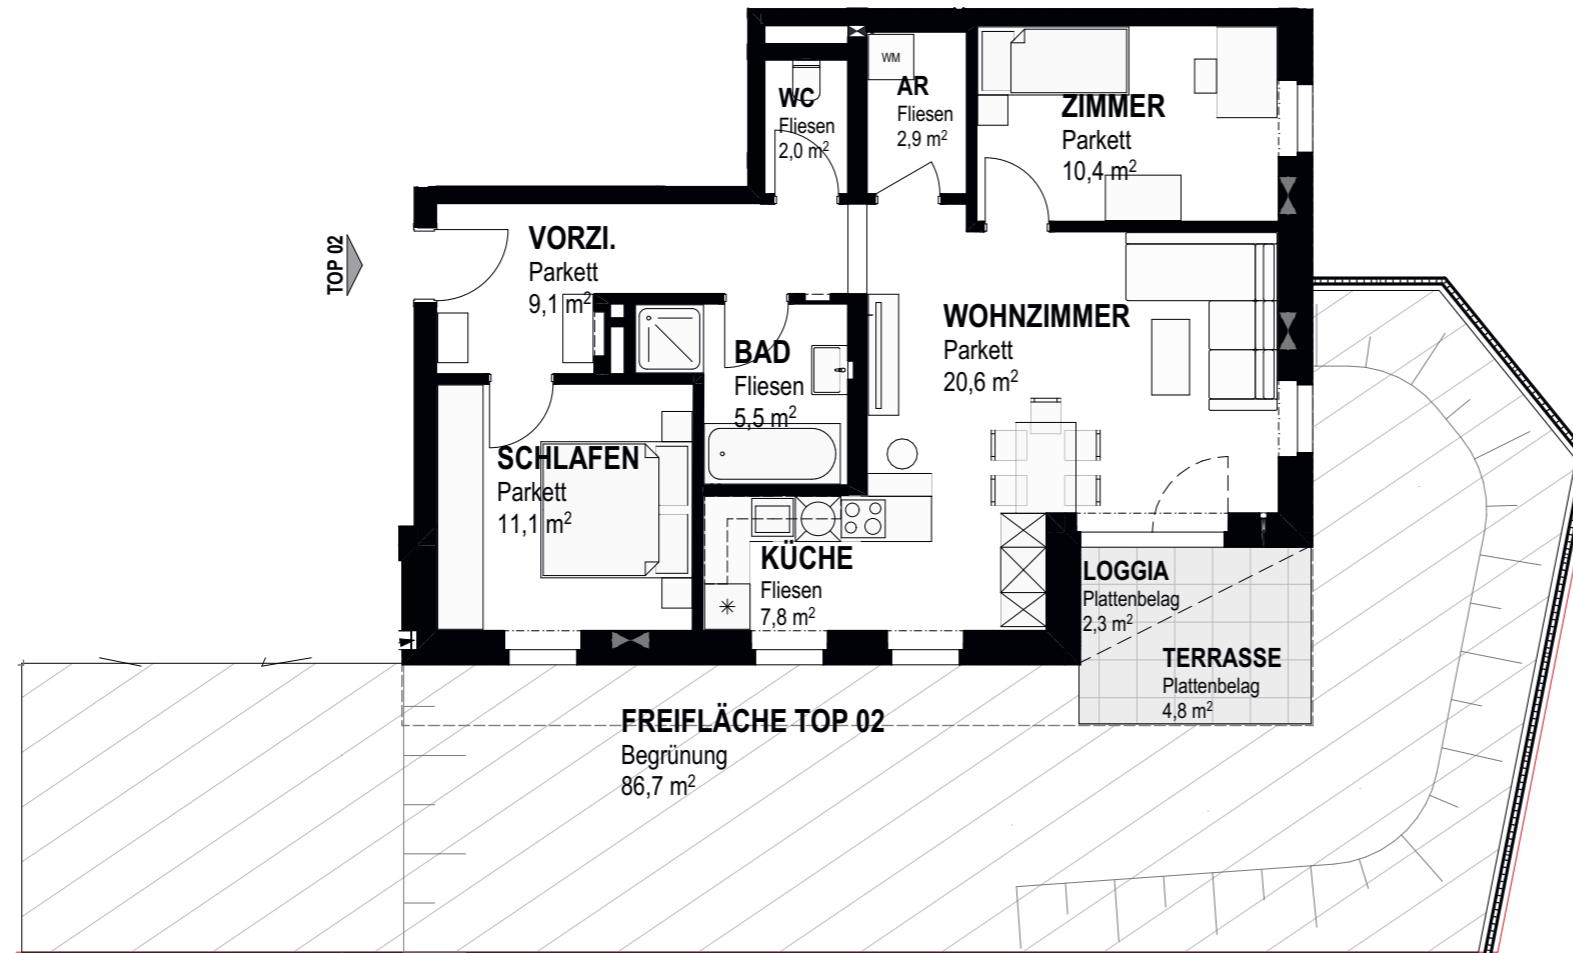 WC
Fliesen
2,0 m²
WM
AR
Fliesen
2,9 m²
ZIMMER
Parkett
10,4 m²
TOP 02
VORZI.
Parkett
9,1 m²
BAD
Fliesen
5,5 m²
WOHNZIMMER
Parkett
20,6 m²
SCHLAFEN
Parkett
11,1 m²
KÜCHE
Fliesen
7,8 m²
LOGGIA
Plattenbelag
2,3 m²
TERRASSE
Plattenbelag
4,8 m²
FREIFLÄCHE TOP 02
Begrünung
86,7 m²